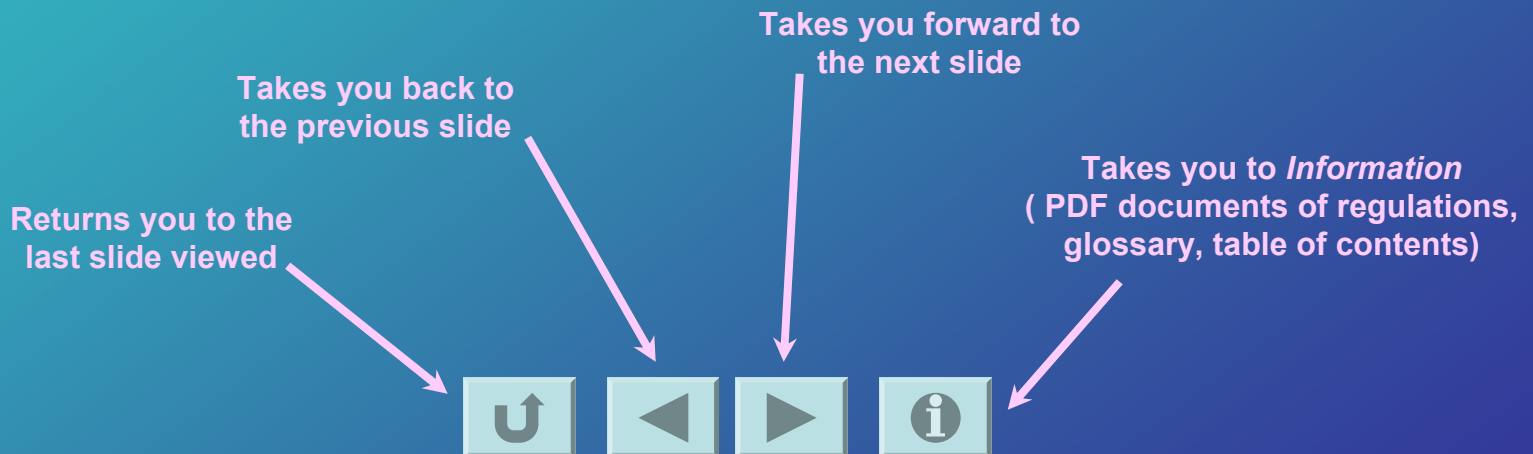 Takes you forward to
the next slide
Takes you back to
the previous slide
Takes you to Information
( PDF documents of regulations,
glossary, table of contents)
Returns you to the
last slide viewed